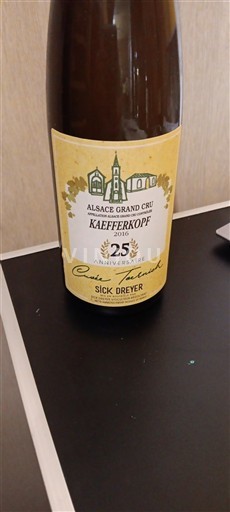 ALSACE GRAND CRU
APPELLATION ALSACE GRAND CRU CONTRÔLÉE
KAEFFERKOPF
2016
25
ANNIVERSAIRE
Cuvée
SICK DREYER